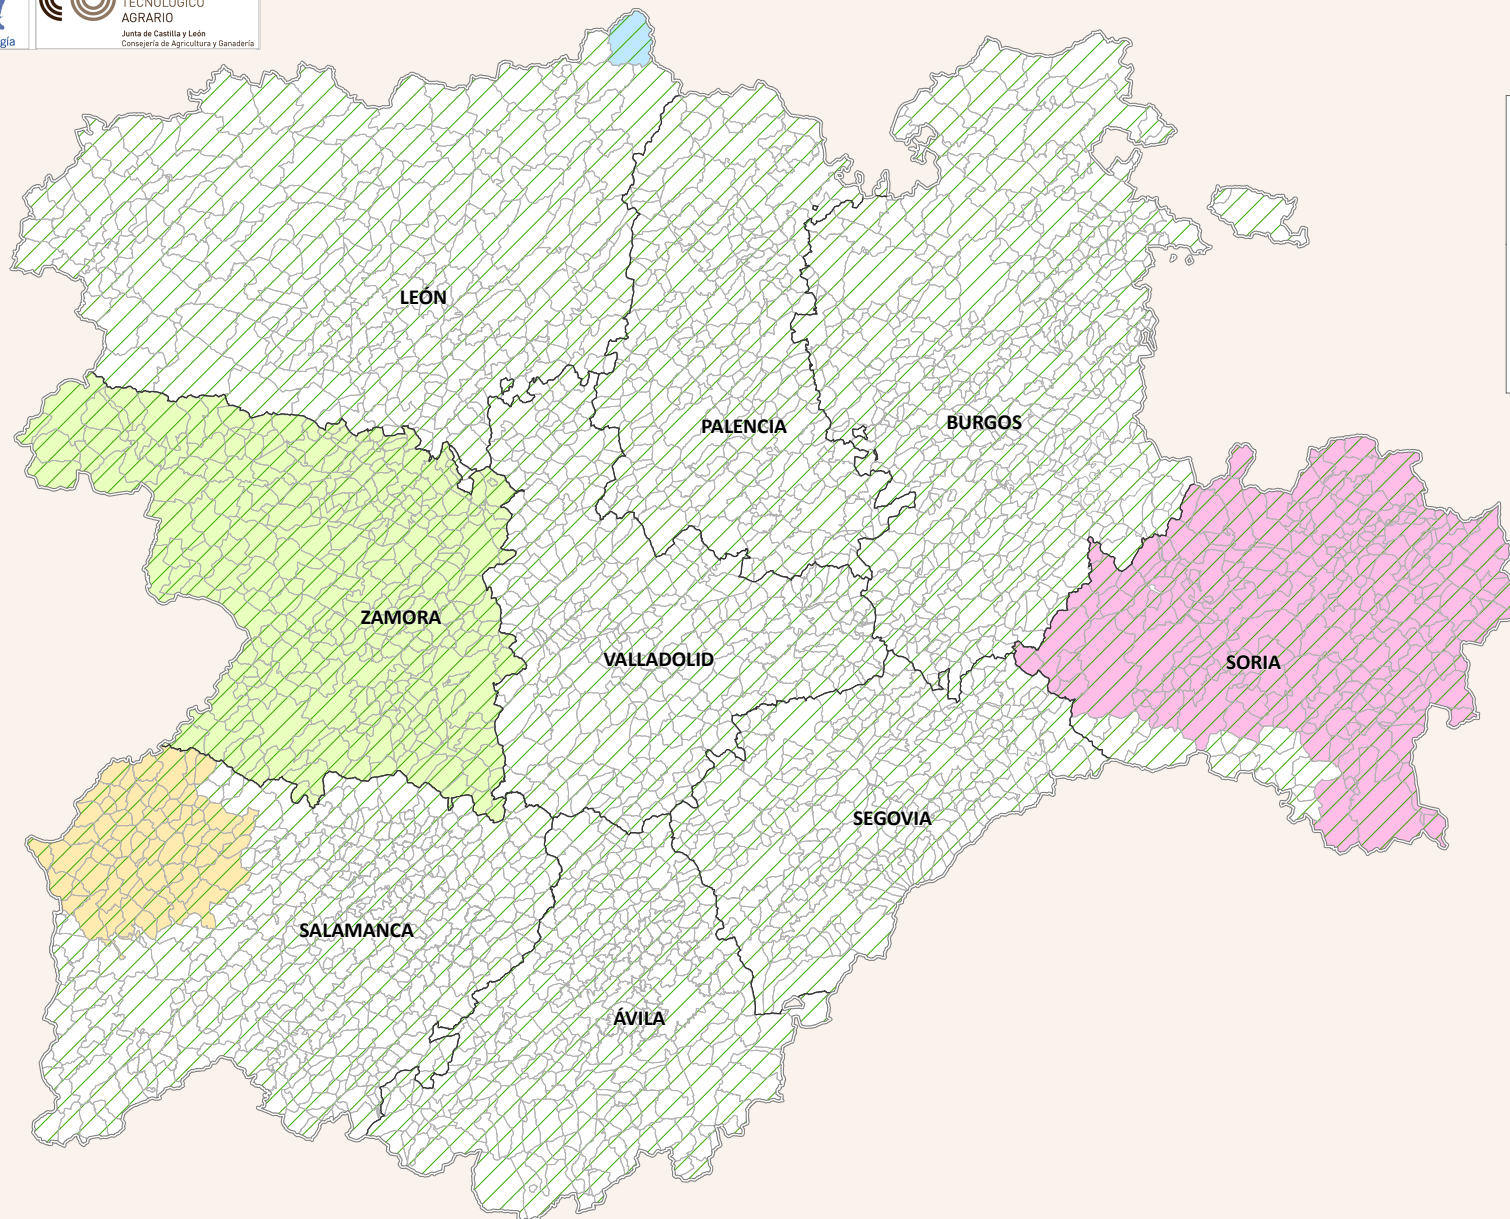 TECNOLÓGICO
AGRARIO
Junta de Castilla y León
Consejería de Agricultura y Ganadería
gía
LEÓN
PALENCIA
BURGOS
ZAMORA
VALLADOLID
SORIA
SEGOVIA
SALAMANCA
ÁVILA